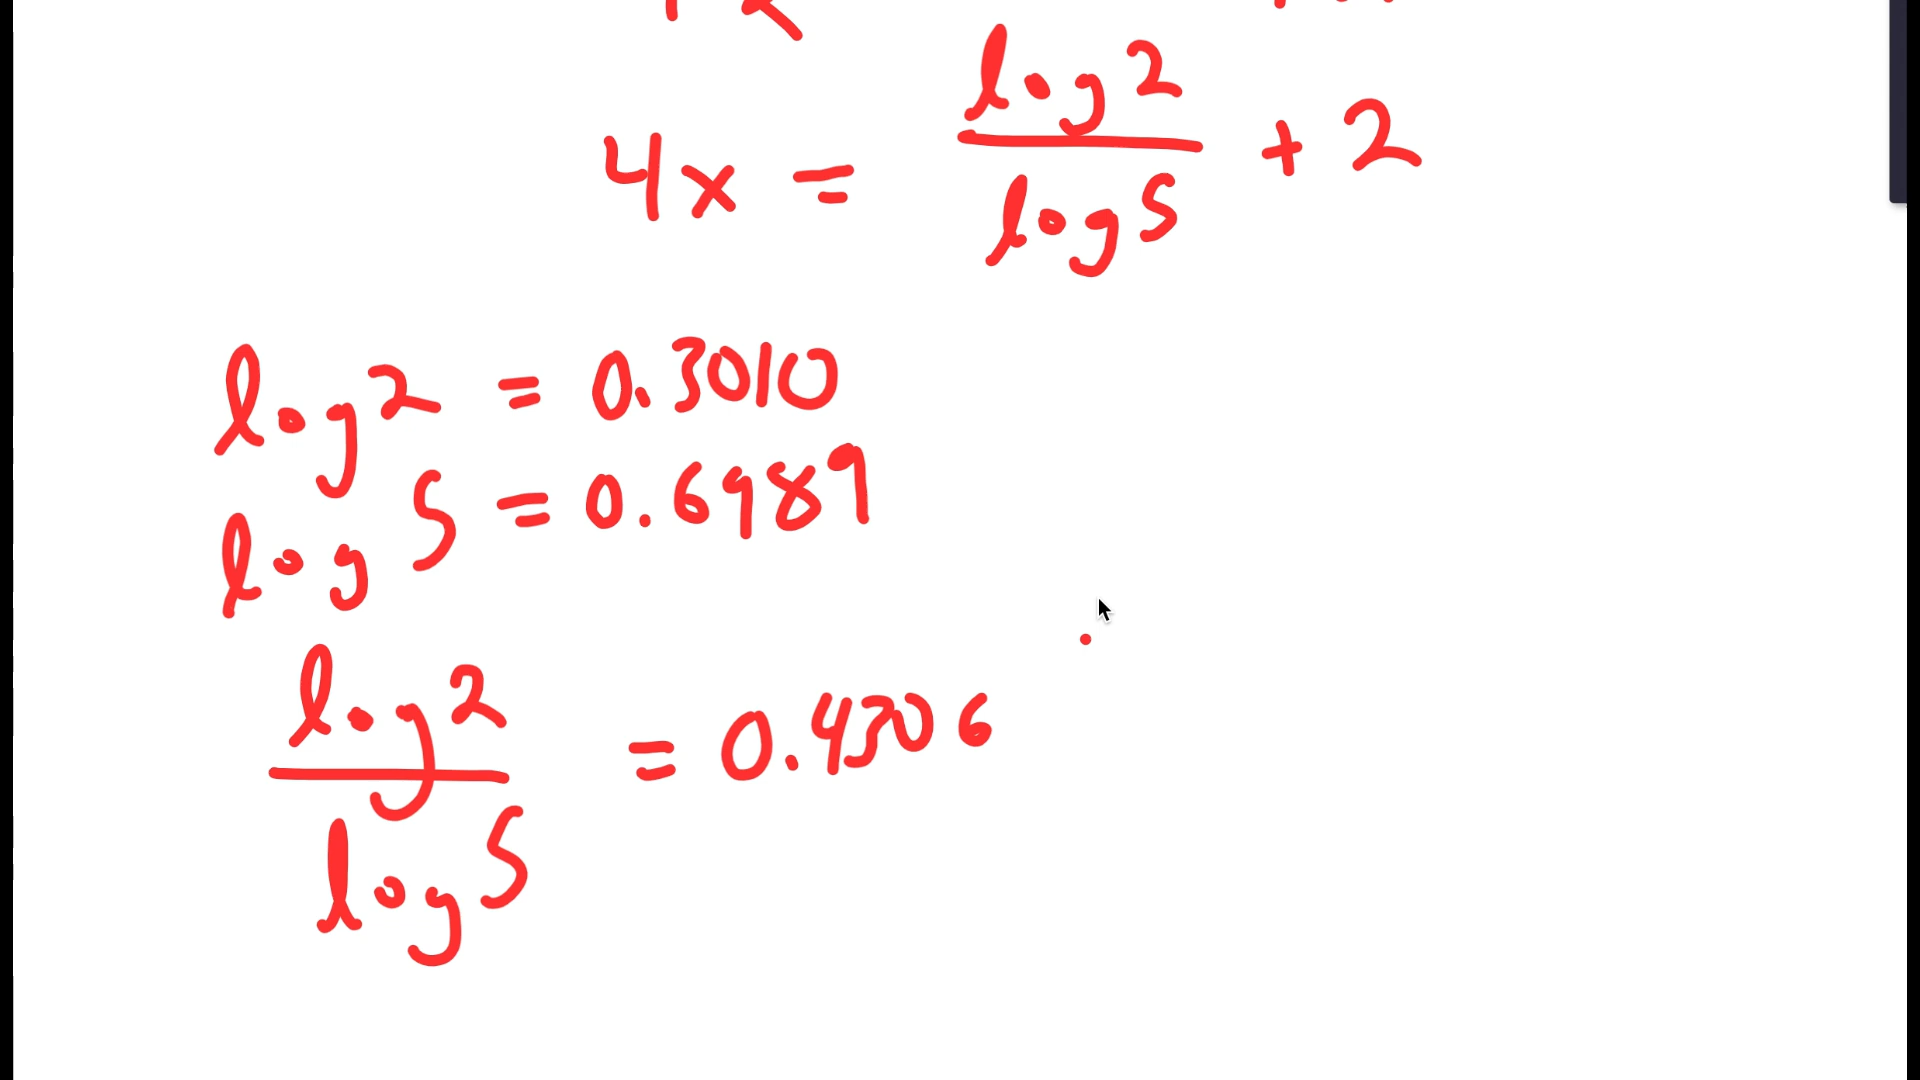 4x = log2/log5 + 2
log2 = 0.3010
log5 = 0.6989
log2/log5 = 0.4306